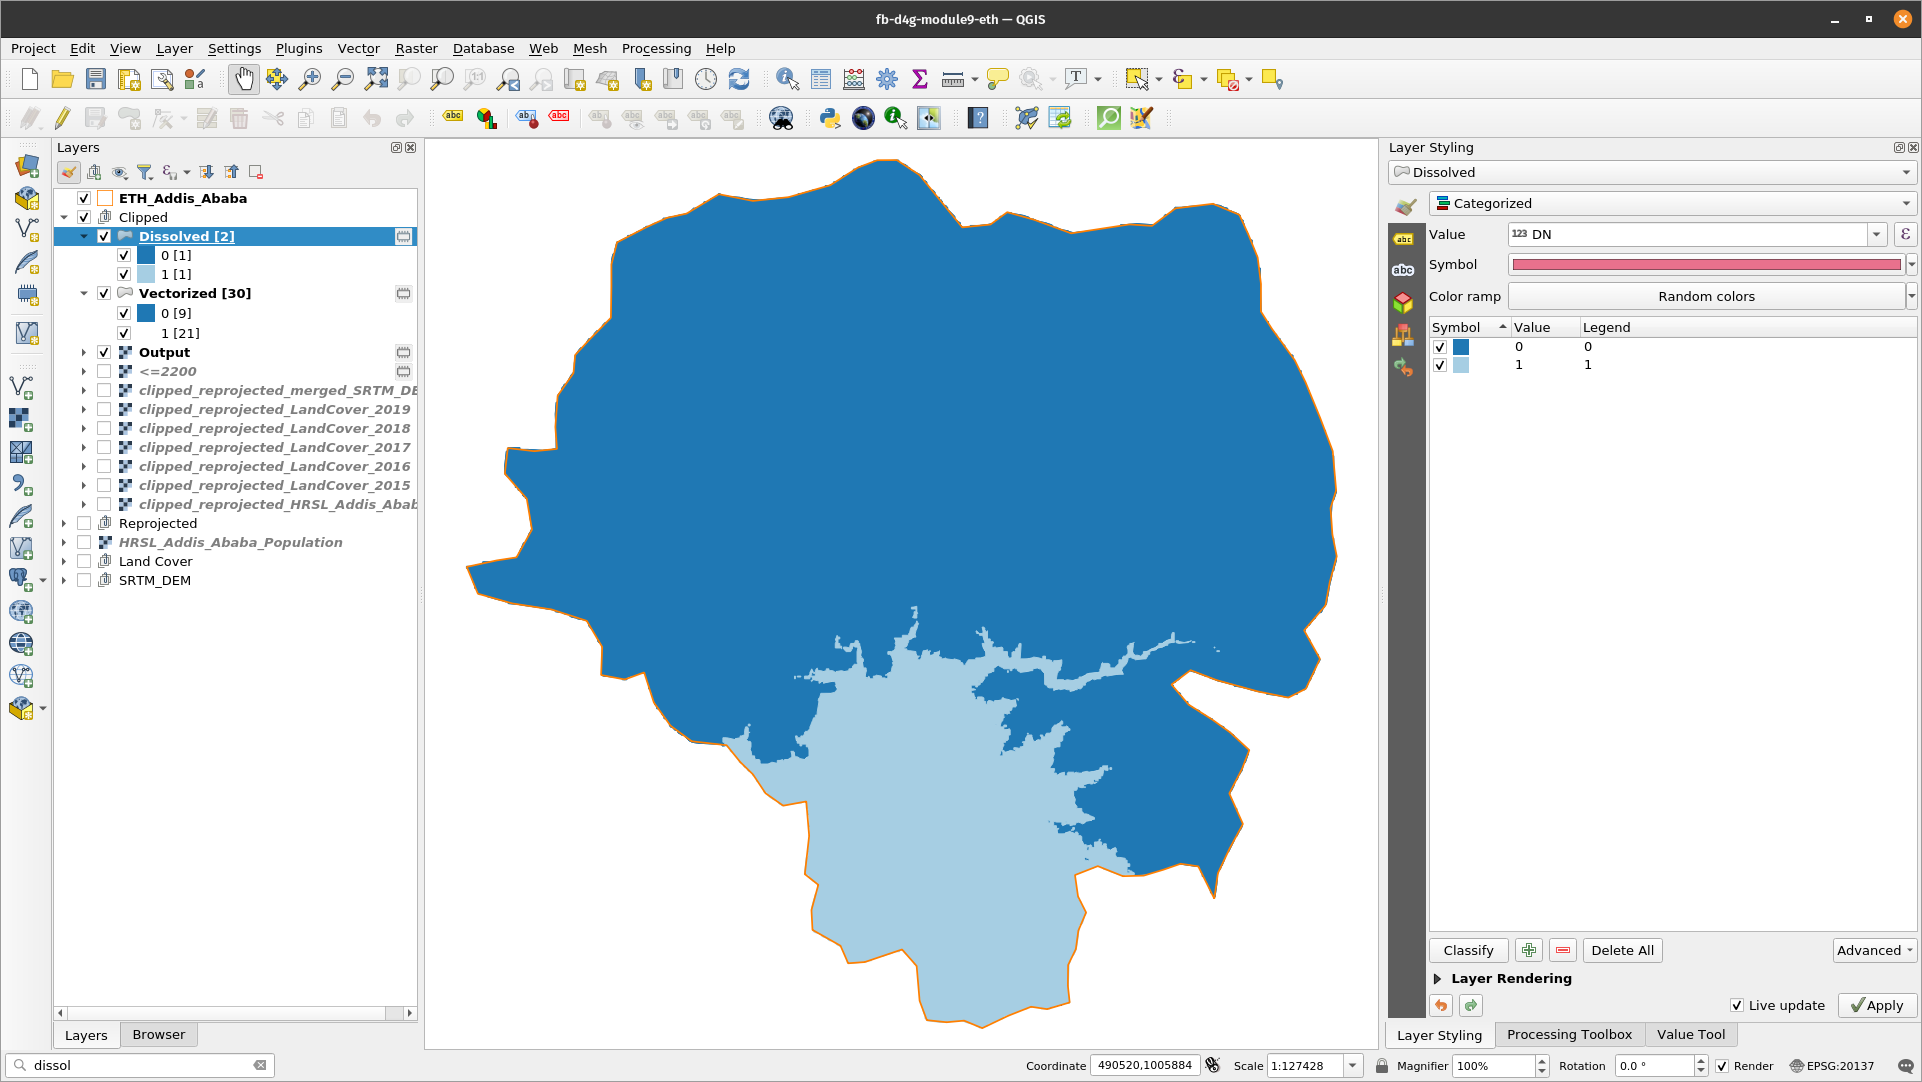 fb-d4g-module9-eth — QGIS
Project Edit View Layer Settings Plugins Vector Raster Database Web Mesh Processing Help
Layers
ETH_Addis_Ababa
Clipped
Dissolved [2]
0 [1]
1 [1]
Vectorized [30]
0 [9]
1 [21]
Output
<=2200
clipped_reprojected_merged_SRTM_DE
clipped_reprojected_LandCover_2019
clipped_reprojected_LandCover_2018
clipped_reprojected_LandCover_2017
clipped_reprojected_LandCover_2016
clipped_reprojected_LandCover_2015
clipped_reprojected_HRSL_Addis_Abab
Reprojected
HRSL_Addis_Ababa_Population
Land Cover
SRTM_DEM
Layers Browser
dissol
Layer Styling
Dissolved
Categorized
Value 123 DN
Symbol
Color ramp Random colors
Symbol Value Legend
0 0
1 1
Classify Delete All Advanced
Layer Rendering
Live update Apply
Layer Styling Processing Toolbox Value Tool
Coordinate 490520,1005884 Scale 1:127428 Magnifier 100% Rotation 0.0 ° Render EPSG:20137